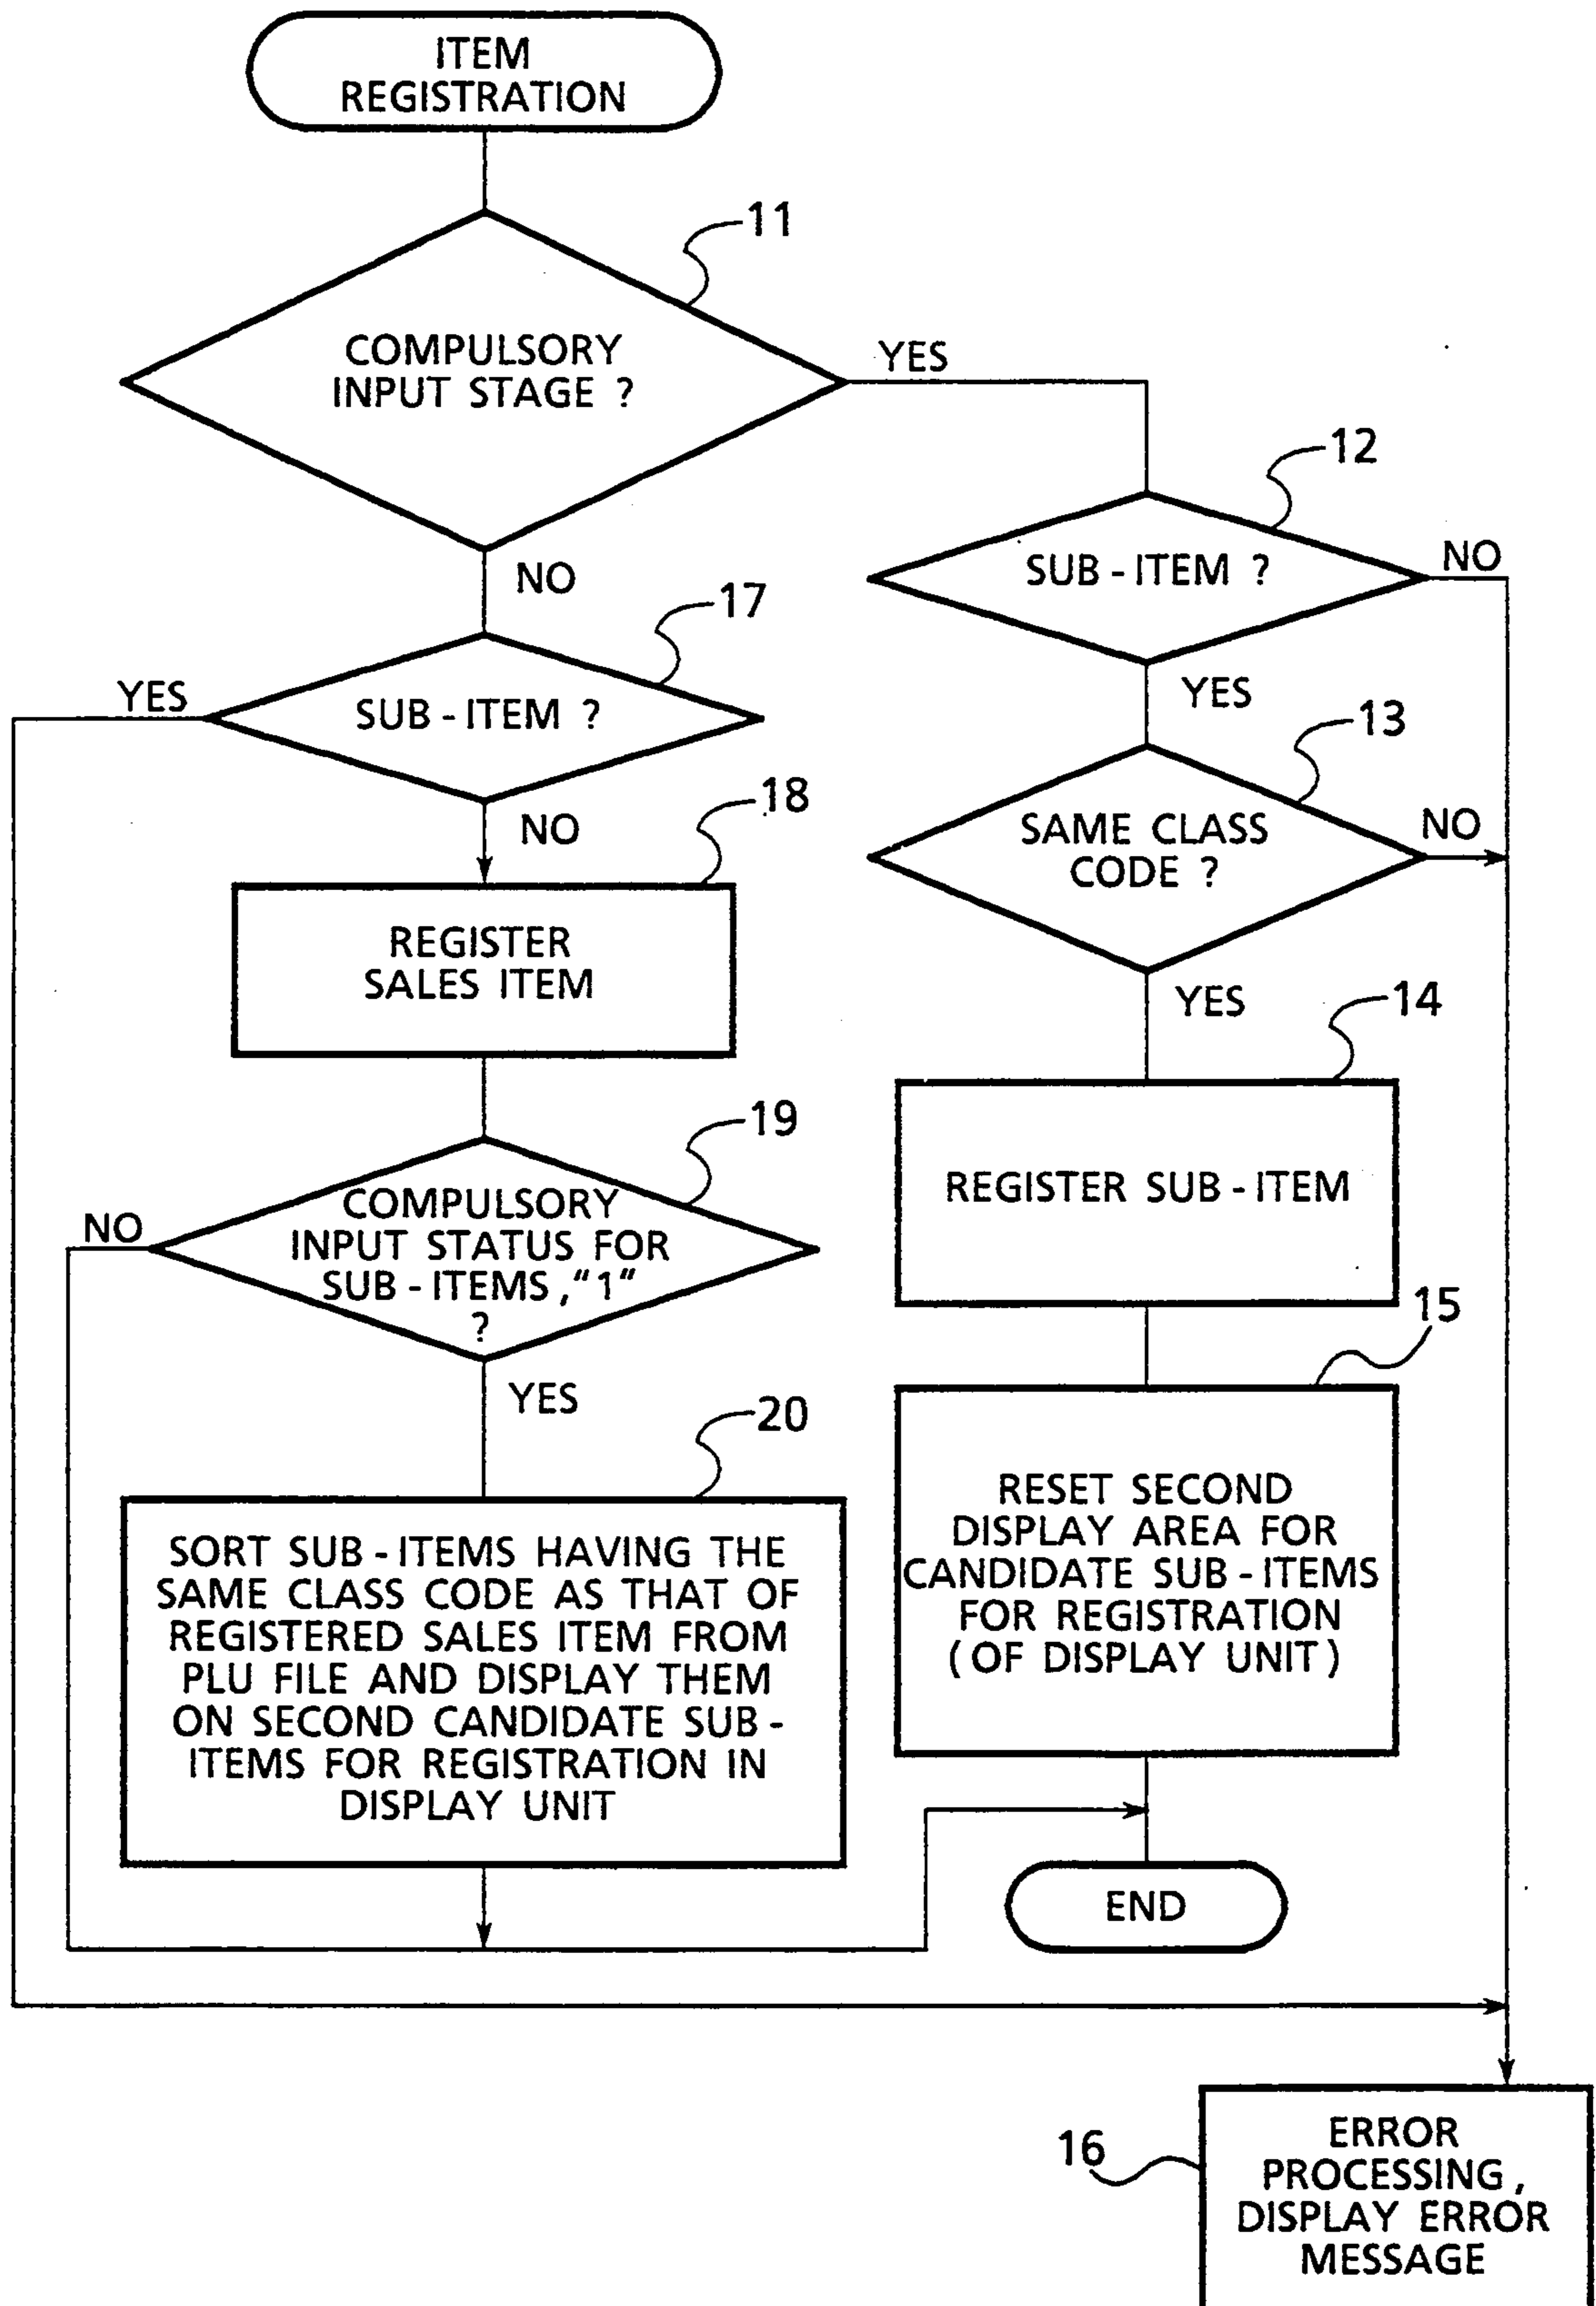 ITEM
REGISTRATION
11
COMPULSORY
INPUT STAGE ?
YES
NO
12
SUB - ITEM ?
NO
YES
17
YES
SUB - ITEM ?
NO
13
SAME CLASS
CODE ?
NO
YES
18
REGISTER
SALES ITEM
14
REGISTER SUB - ITEM
19
COMPULSORY
INPUT STATUS FOR
SUB - ITEMS , "1"
?
NO
YES
15
RESET SECOND
DISPLAY AREA FOR
CANDIDATE SUB - ITEMS
FOR REGISTRATION
( OF DISPLAY UNIT )
20
SORT SUB - ITEMS HAVING THE
SAME CLASS CODE AS THAT OF
REGISTERED SALES ITEM FROM
PLU FILE AND DISPLAY THEM
ON SECOND CANDIDATE SUB -
ITEMS FOR REGISTRATION IN
DISPLAY UNIT
END
16
ERROR
PROCESSING ,
DISPLAY ERROR
MESSAGE